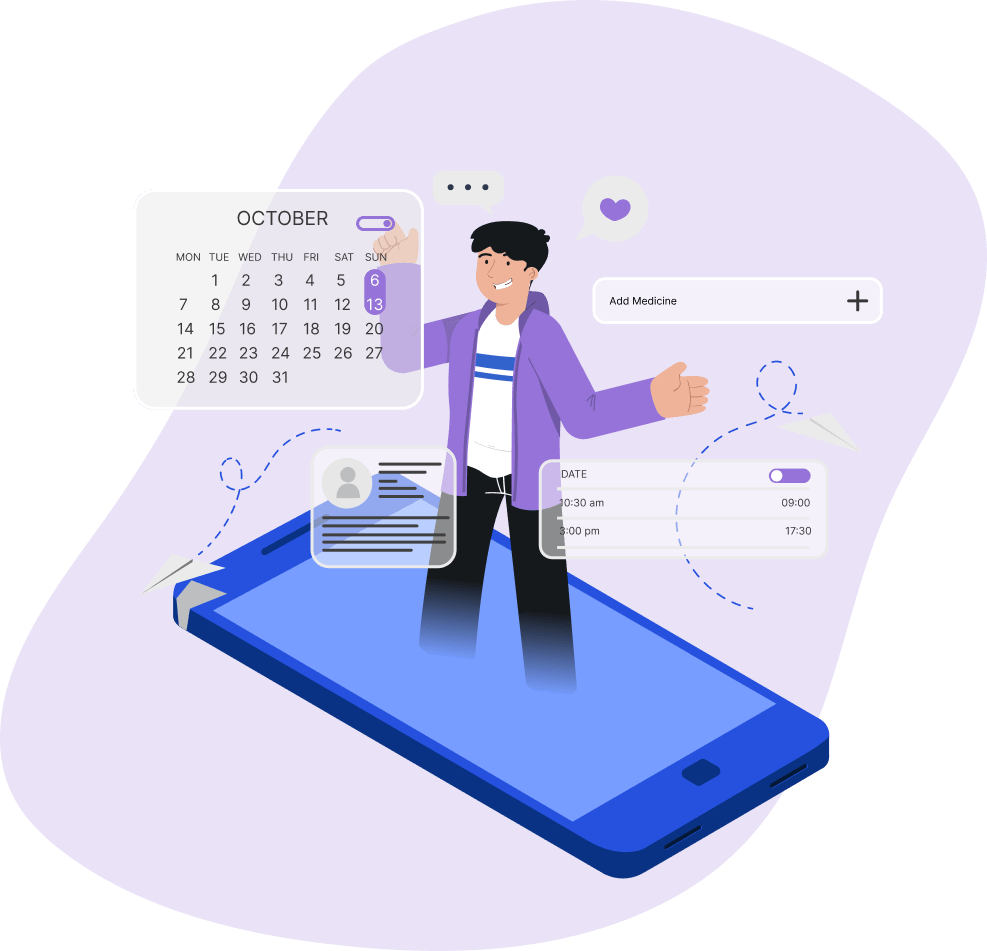 OCTOBER
MON TUE WED THU FRI SAT SUN
1 2 3 4 5 6
7 8 9 10 11 12 13
14 15 16 17 18 19 20
21 22 23 24 25 26 27
28 29 30 31
Add Medicine
DATE
10:30 am 09:00
3:00 pm 17:30